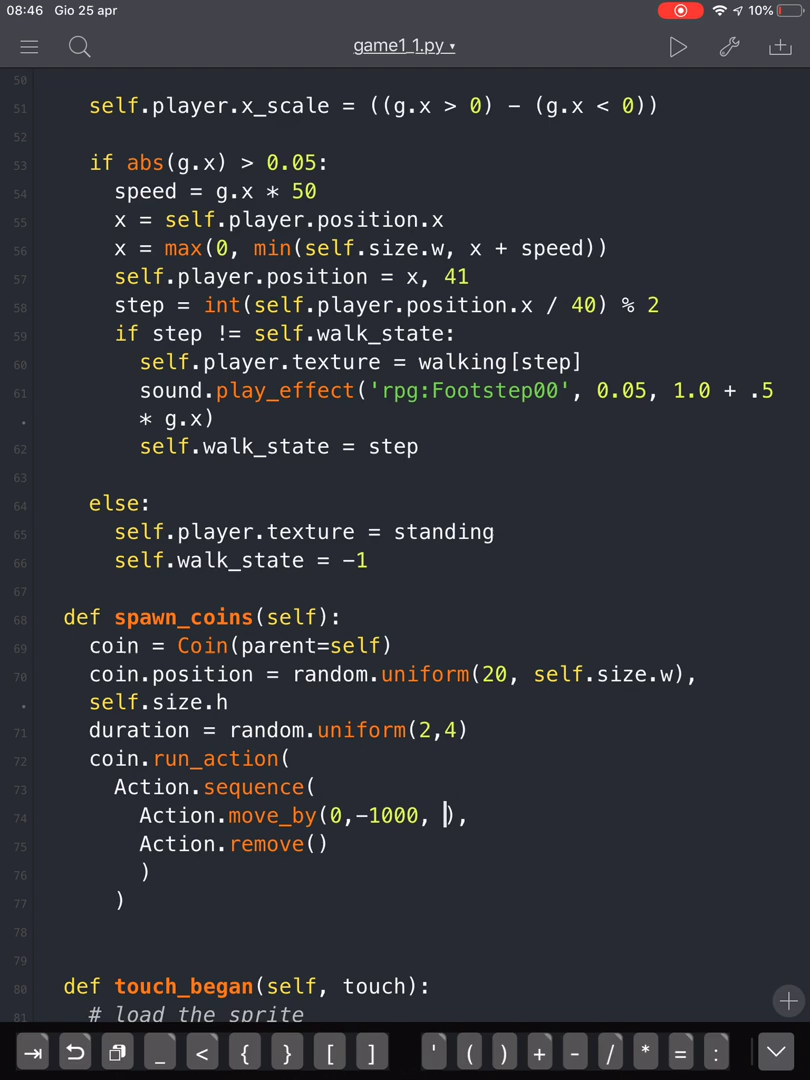 08:46 Gio 25 apr 10%
game1_1.py ▾
50
51 self.player.x_scale = ((g.x > 0) - (g.x < 0))
52
53 if abs(g.x) > 0.05:
54 speed = g.x * 50
55 x = self.player.position.x
56 x = max(0, min(self.size.w, x + speed))
57 self.player.position = x, 41
58 step = int(self.player.position.x / 40) % 2
59 if step != self.walk_state:
60 self.player.texture = walking[step]
61 sound.play_effect('rpg:Footstep00', 0.05, 1.0 + .5
• * g.x)
62 self.walk_state = step
63
64 else:
65 self.player.texture = standing
66 self.walk_state = -1
67
68 def spawn_coins(self):
69 coin = Coin(parent=self)
70 coin.position = random.uniform(20, self.size.w),
• self.size.h
71 duration = random.uniform(2,4)
72 coin.run_action(
73 Action.sequence(
74 Action.move_by(0,-1000, ),
75 Action.remove()
76 )
77 )
78
79
80 def touch_began(self, touch):
81 # load the sprite
_ < { } [ ] ' ( ) + - / * = :